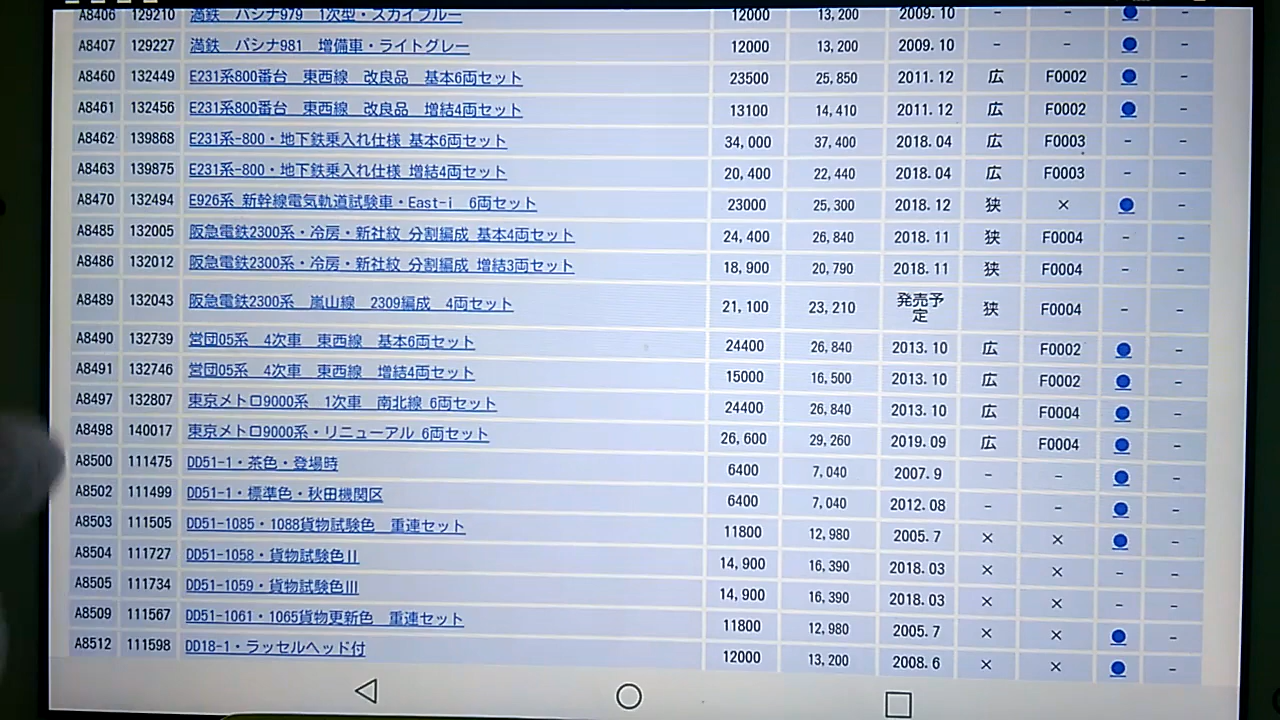 A8406 129210 満鉄 パシナ979 1次型・スカイブルー 12000 13,200 2009.10 - - ● -
A8407 129227 満鉄 パシナ981 増備車・ライトグレー 12000 13,200 2009.10 - - ● -
A8460 132449 E231系800番台 東西線 改良品 基本6両セット 23500 25,850 2011.12 広 F0002 ● -
A8461 132456 E231系800番台 東西線 改良品 増結4両セット 13100 14,410 2011.12 広 F0002 ● -
A8462 139868 E231系-800・地下鉄乗入れ仕様 基本6両セット 34,000 37,400 2018.04 広 F0003 - -
A8463 139875 E231系-800・地下鉄乗入れ仕様 増結4両セット 20,400 22,440 2018.04 広 F0003 - -
A8470 132494 E926系 新幹線電気軌道試験車・East-i 6両セット 23000 25,300 2018.12 狭 × ● -
A8485 132005 阪急電鉄2300系・冷房・新社紋 分割編成 基本4両セット 24,400 26,840 2018.11 狭 F0004 - -
A8486 132012 阪急電鉄2300系・冷房・新社紋 分割編成 増結3両セット 18,900 20,790 2018.11 狭 F0004 - -
A8489 132043 阪急電鉄2300系 嵐山線 2309編成 4両セット 21,100 23,210 発売予定 狭 F0004 - -
A8490 132739 営団05系 4次車 東西線 基本6両セット 24400 26,840 2013.10 広 F0002 ● -
A8491 132746 営団05系 4次車 東西線 増結4両セット 15000 16,500 2013.10 広 F0002 ● -
A8497 132807 東京メトロ9000系 1次車 南北線 6両セット 24400 26,840 2013.10 広 F0004 ● -
A8498 140017 東京メトロ9000系・リニューアル 6両セット 26,600 29,260 2019.09 広 F0004 ● -
A8500 111475 DD51-1・茶色・登場時 6400 7,040 2007.9 - - ● -
A8502 111499 DD51-1・標準色・秋田機関区 6400 7,040 2012.08 - - ● -
A8503 111505 DD51-1085・1088貨物試験色 重連セット 11800 12,980 2005.7 × × ● -
A8504 111727 DD51-1058・貨物試験色II 14,900 16,390 2018.03 × × - -
A8505 111734 DD51-1059・貨物試験色III 14,900 16,390 2018.03 × × - -
A8509 111567 DD51-1061・1065貨物更新色 重連セット 11800 12,980 2005.7 × × ● -
A8512 111598 DD18-1・ラッセルヘッド付 12000 13,200 2008.6 × × ● -